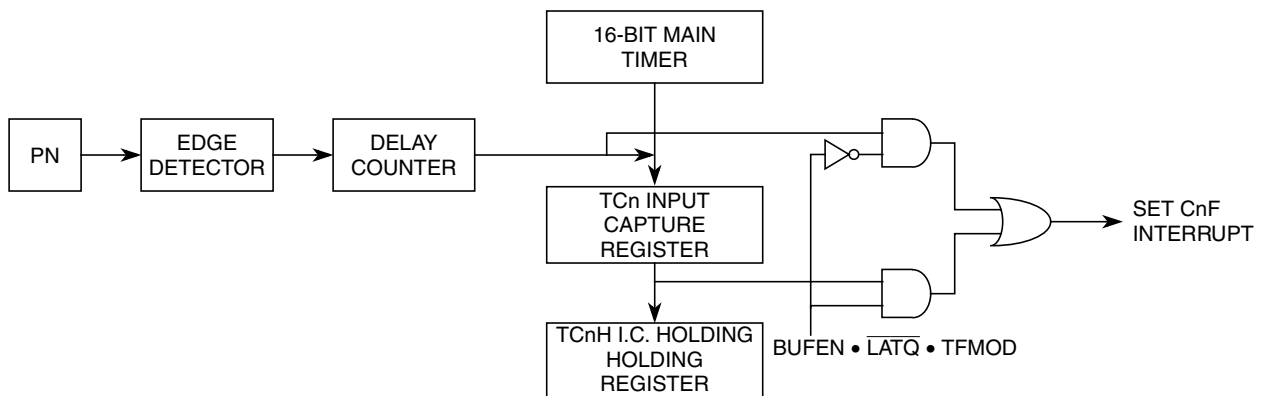 16-BIT MAIN
TIMER
PN
EDGE
DETECTOR
DELAY
COUNTER
TCn INPUT
CAPTURE
REGISTER
SET CnF
INTERRUPT
TCnH I.C. HOLDING
HOLDING
REGISTER
BUFEN • L̅A̅T̅Q̅ • TFMOD